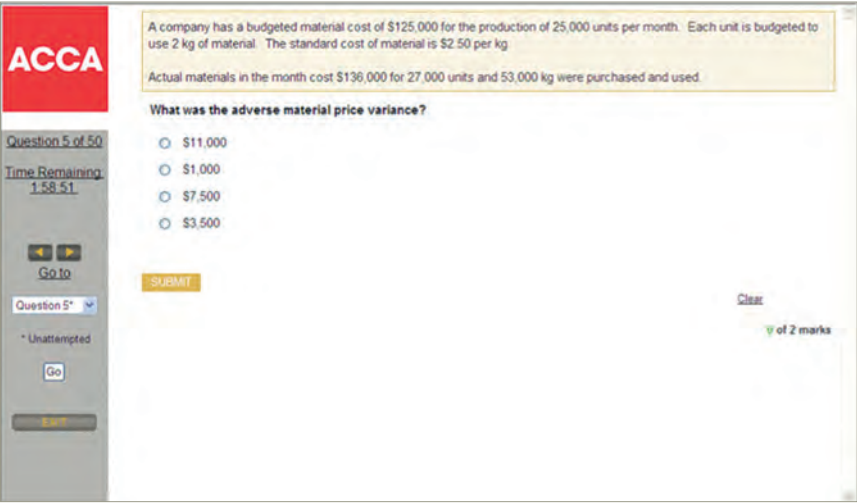 ACCA
Question 5 of 50
Time Remaining:
1:58:51
Go to
Question 5*
* Unattempted
Go
EXIT
A company has a budgeted material cost of $125,000 for the production of 25,000 units per month. Each unit is budgeted to
use 2 kg of material. The standard cost of material is $2.50 per kg
Actual materials in the month cost $136,000 for 27,000 units and 53,000 kg were purchased and used.
What was the adverse material price variance?
$11,000
$1,000
$7,500
$3,500
SUBMIT
Clear
of 2 marks